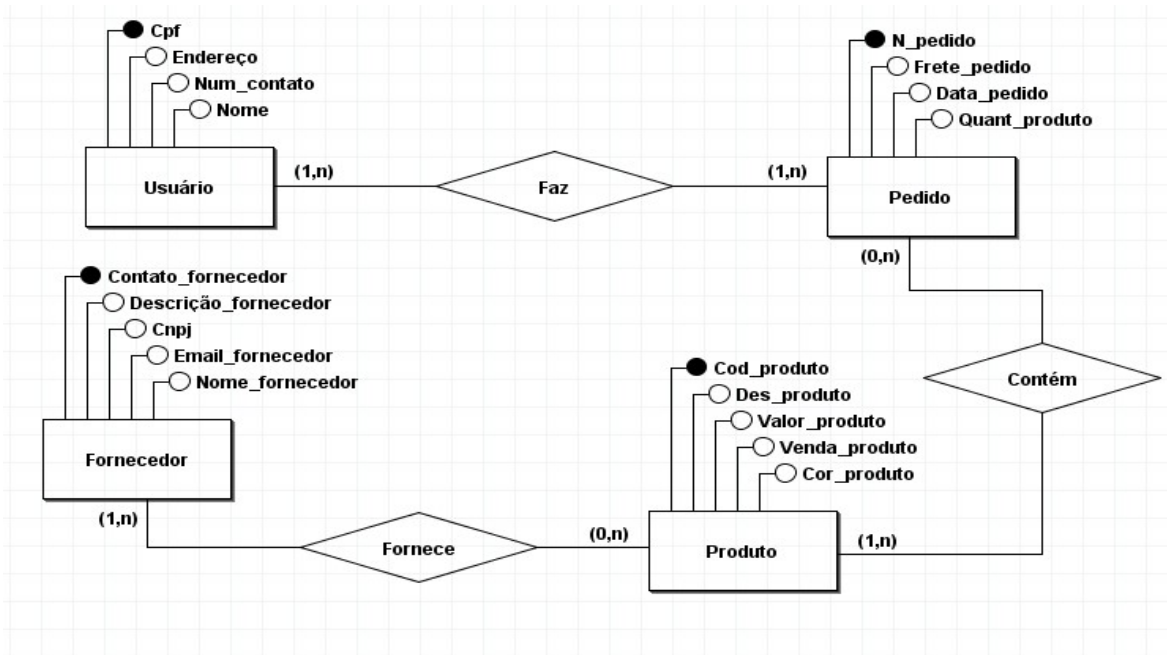 Cpf
Endereço
Num_contato
Nome
Usuário
(1,n)
Faz
(1,n)
N_pedido
Frete_pedido
Data_pedido
Quant_produto
Pedido
(0,n)
Contém
Contato_fornecedor
Descrição_fornecedor
Cnpj
Email_fornecedor
Nome_fornecedor
Fornecedor
(1,n)
Fornece
(0,n)
Cod_produto
Des_produto
Valor_produto
Venda_produto
Cor_produto
Produto
(1,n)